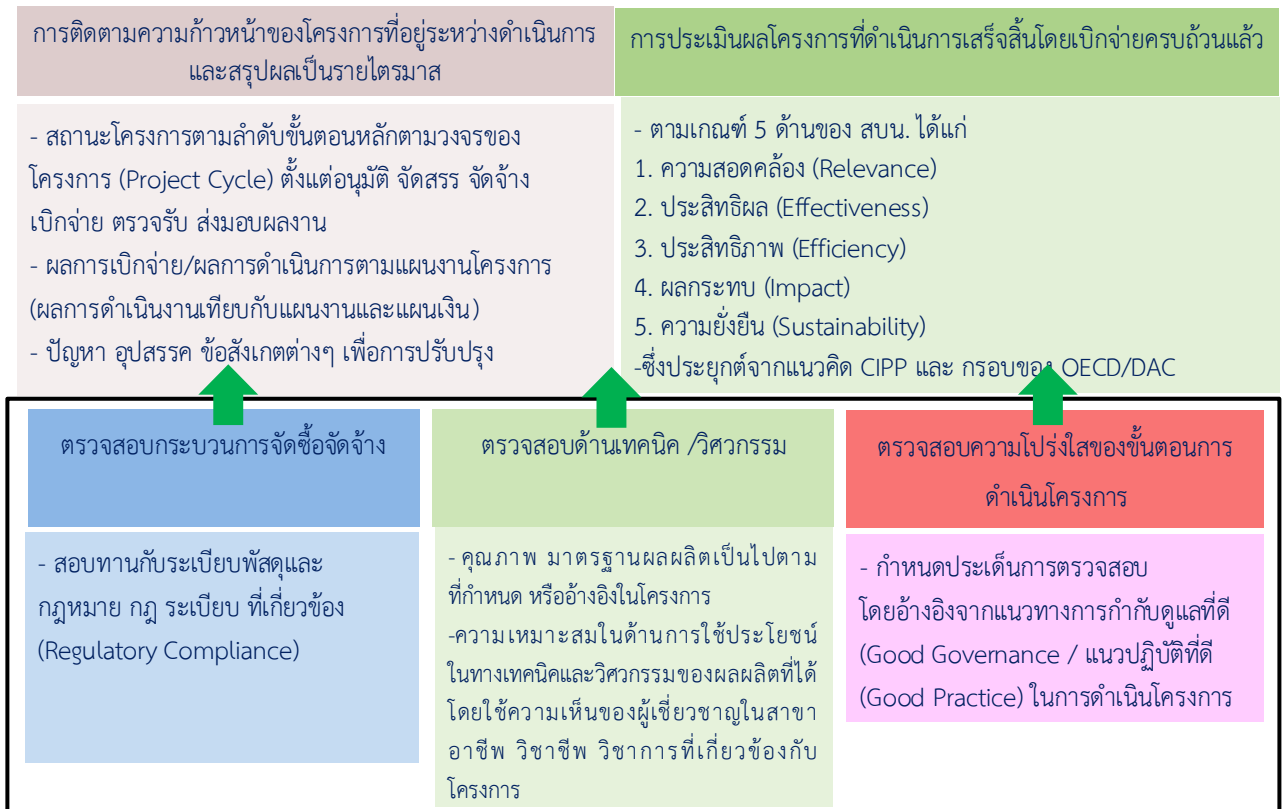 การติดตามความก้าวหน้าของโครงการที่อยู่ระหว่างดำเนินการ
และสรุปผลเป็นรายไตรมาส
- สถานะโครงการตามลำดับขั้นตอนหลักตามวงจรของ
โครงการ (Project Cycle) ตั้งแต่อนุมัติ จัดสรร จัดจ้าง
เบิกจ่าย ตรวจรับ ส่งมอบผลงาน
- ผลการเบิกจ่าย/ผลการดำเนินการตามแผนงานโครงการ
(ผลการดำเนินงานเทียบกับแผนงานและแผนเงิน)
- ปัญหา อุปสรรค ข้อสังเกตต่างๆ เพื่อการปรับปรุง
การประเมินผลโครงการที่ดำเนินการเสร็จสิ้นโดยเบิกจ่ายครบถ้วนแล้ว
- ตามเกณฑ์ 5 ด้านของ สบน. ได้แก่
1. ความสอดคล้อง (Relevance)
2. ประสิทธิผล (Effectiveness)
3. ประสิทธิภาพ (Efficiency)
4. ผลกระทบ (Impact)
5. ความยั่งยืน (Sustainability)
-ซึ่งประยุกต์จากแนวคิด CIPP และ กรอบของ OECD/DAC
ตรวจสอบกระบวนการจัดซื้อจัดจ้าง
- สอบทานกับระเบียบพัสดุและ
กฎหมาย กฎ ระเบียบ ที่เกี่ยวข้อง
(Regulatory Compliance)
ตรวจสอบด้านเทคนิค /วิศวกรรม
- คุณภาพ มาตรฐานผลผลิตเป็นไปตาม
ที่กำหนด หรืออ้างอิงในโครงการ
-ความเหมาะสมในด้านการใช้ประโยชน์
ในทางเทคนิคและวิศวกรรมของผลผลิตที่ได้
โดยใช้ความเห็นของผู้เชี่ยวชาญในสาขา
อาชีพ วิชาชีพ วิชาการที่เกี่ยวข้องกับ
โครงการ
ตรวจสอบความโปร่งใสของขั้นตอนการ
ดำเนินโครงการ
- กำหนดประเด็นการตรวจสอบ
โดยอ้างอิงจากแนวทางการกำกับดูแลที่ดี
(Good Governance / แนวปฏิบัติที่ดี
(Good Practice) ในการดำเนินโครงการ